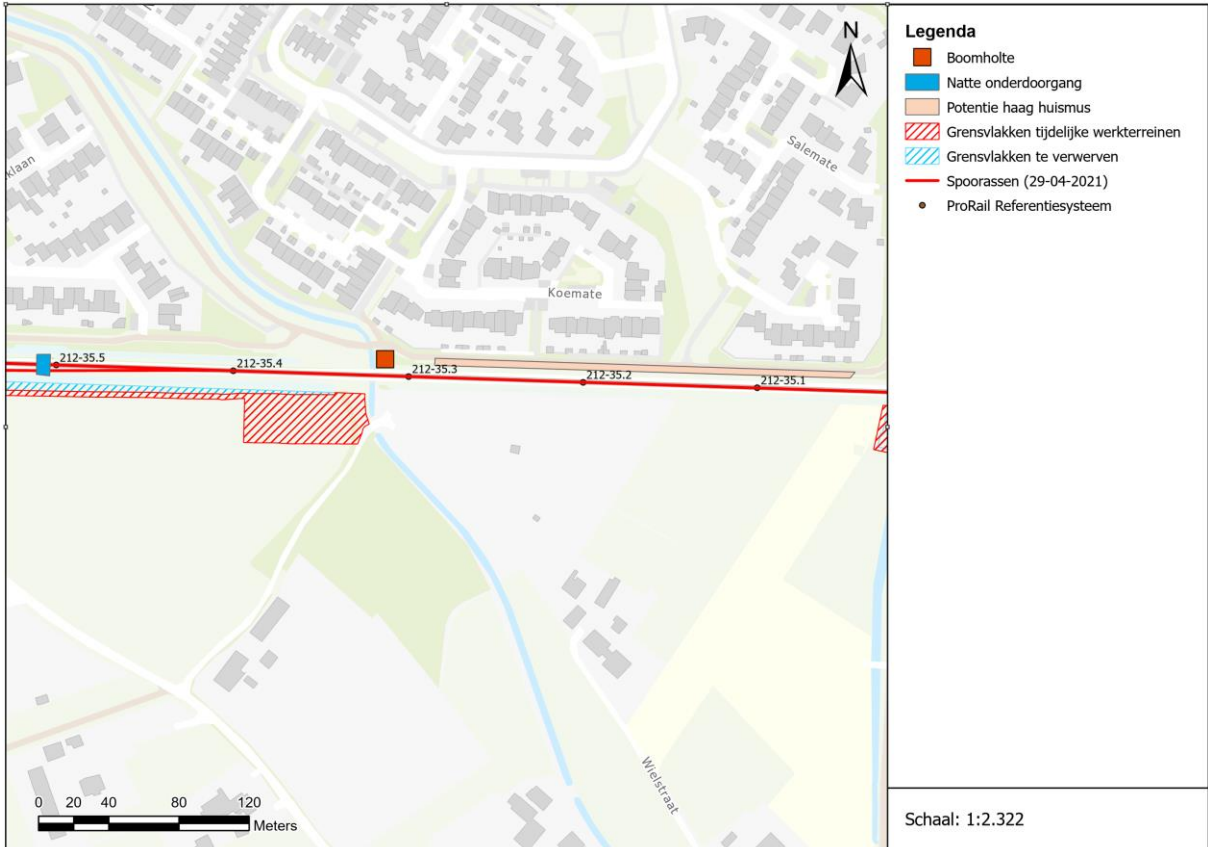 N
Salemate
klaan
Koemate
212-35.5
212-35.4
212-35.3
212-35.2
212-35.1
Wielstraat
0 20 40 80 120
Meters
Legenda
Boomholte
Natte onderdoorgang
Potentie haag huismus
Grensvlakken tijdelijke werkterreinen
Grensvlakken te verwerven
Spoorassen (29-04-2021)
ProRail Referentiesysteem
Schaal: 1:2.322